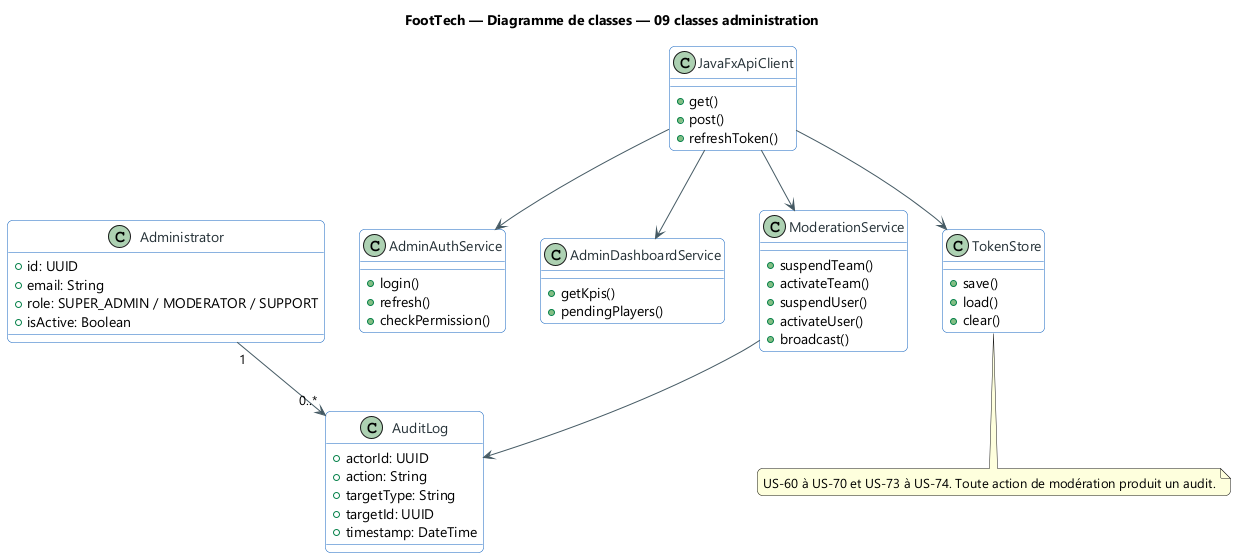 FootTech — Diagramme de classes — 09 classes administration
C JavaFxApiClient
get()
post()
refreshToken()
C Administrator
id: UUID
email: String
role: SUPER_ADMIN / MODERATOR / SUPPORT
isActive: Boolean
C AdminAuthService
login()
refresh()
checkPermission()
C AdminDashboardService
getKpis()
pendingPlayers()
C ModerationService
suspendTeam()
activateTeam()
suspendUser()
activateUser()
broadcast()
C TokenStore
save()
load()
clear()
1
0..*
C AuditLog
actorId: UUID
action: String
targetType: String
targetId: UUID
timestamp: DateTime
US-60 à US-70 et US-73 à US-74. Toute action de modération produit un audit.